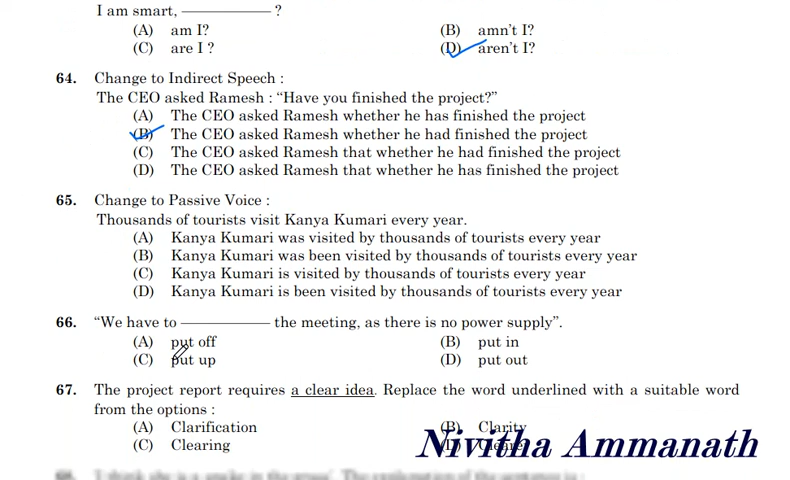 I am smart, ————— ?
(A) am I? (B) amn't I?
(C) are I ? (D) aren't I?
64. Change to Indirect Speech :
The CEO asked Ramesh : “Have you finished the project?”
(A) The CEO asked Ramesh whether he has finished the project
(B) The CEO asked Ramesh whether he had finished the project
(C) The CEO asked Ramesh that whether he had finished the project
(D) The CEO asked Ramesh that whether he has finished the project
65. Change to Passive Voice :
Thousands of tourists visit Kanya Kumari every year.
(A) Kanya Kumari was visited by thousands of tourists every year
(B) Kanya Kumari was been visited by thousands of tourists every year
(C) Kanya Kumari is visited by thousands of tourists every year
(D) Kanya Kumari is been visited by thousands of tourists every year
66. “We have to ————— the meeting, as there is no power supply”.
(A) put off (B) put in
(C) put up (D) put out
67. The project report requires a clear idea. Replace the word underlined with a suitable word
from the options :
(A) Clarification (B) Clarity
(C) Clearing
Nivitha Ammanath